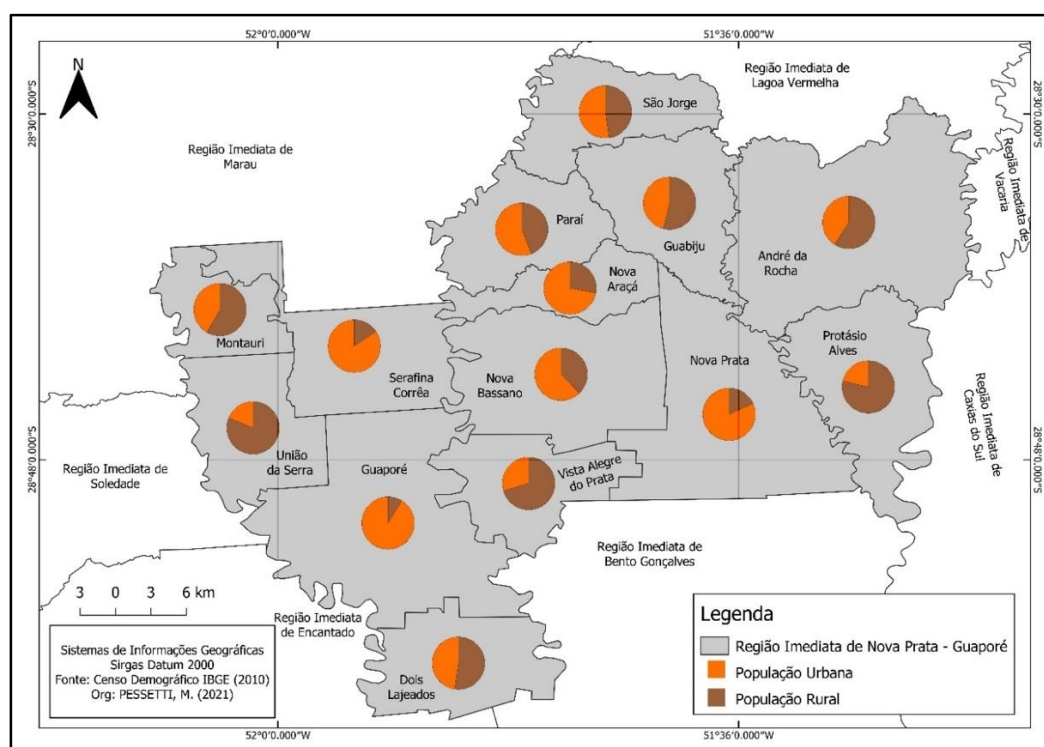 52°0'0.000"W
51°36'0.000"W
N
28°30'0.000"S
28°30'0.000"S
Região Imediata de
Lagoa Vermelha
São Jorge
Região Imediata de
Marau
Região Imediata de
Vacaria
Paraí
Guabiju
André da
Rocha
Nova
Araçá
Montauri
Serafina
Corrêa
Nova
Bassano
Nova Prata
Protásio
Alves
Região Imediata de
Caxias do Sul
União
da Serra
Guaporé
Vista Alegre
do Prata
28°48'0.000"S
28°48'0.000"S
Região Imediata de
Soledade
Região Imediata de
Bento Gonçalves
3 0 3 6 km
Região Imediata
de Encantado
Dois
Lajeados
Sistemas de Informações Geográficas
Sirgas Datum 2000
Fonte: Censo Demográfico IBGE (2010)
Org: PESSETTI, M. (2021)
Legenda
Região Imediata de Nova Prata - Guaporé
População Urbana
População Rural
52°0'0.000"W
51°36'0.000"W